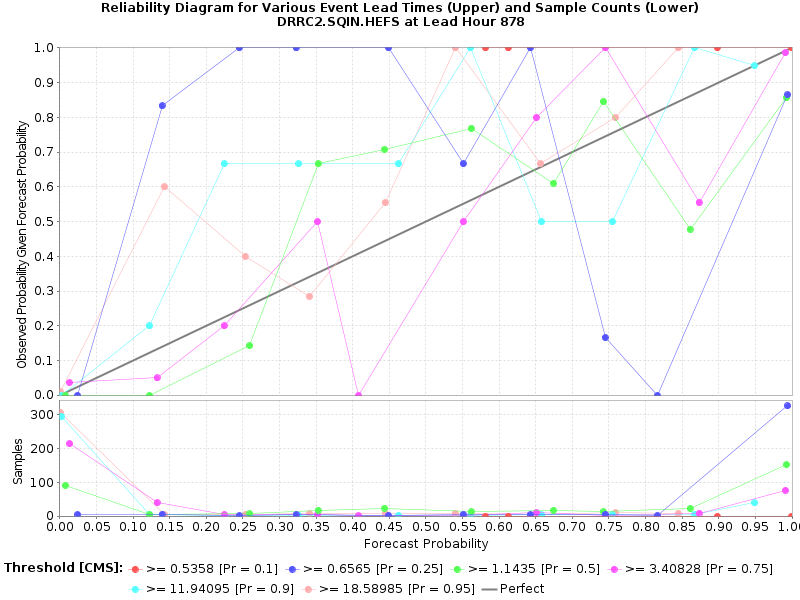 Reliability Diagram for Various Event Lead Times (Upper) and Sample Counts (Lower)
DRRC2.SQIN.HEFS at Lead Hour 878
Observed Probability Given Forecast Probability
1.0
0.9
0.8
0.7
0.6
0.5
0.4
0.3
0.2
0.1
0.0
Samples
300
200
100
0
0.00 0.05 0.10 0.15 0.20 0.25 0.30 0.35 0.40 0.45 0.50 0.55 0.60 0.65 0.70 0.75 0.80 0.85 0.90 0.95 1.00
Forecast Probability
Threshold [CMS]: >= 0.5358 [Pr = 0.1] >= 0.6565 [Pr = 0.25] >= 1.1435 [Pr = 0.5] >= 3.40828 [Pr = 0.75]
>= 11.94095 [Pr = 0.9] >= 18.58985 [Pr = 0.95] Perfect